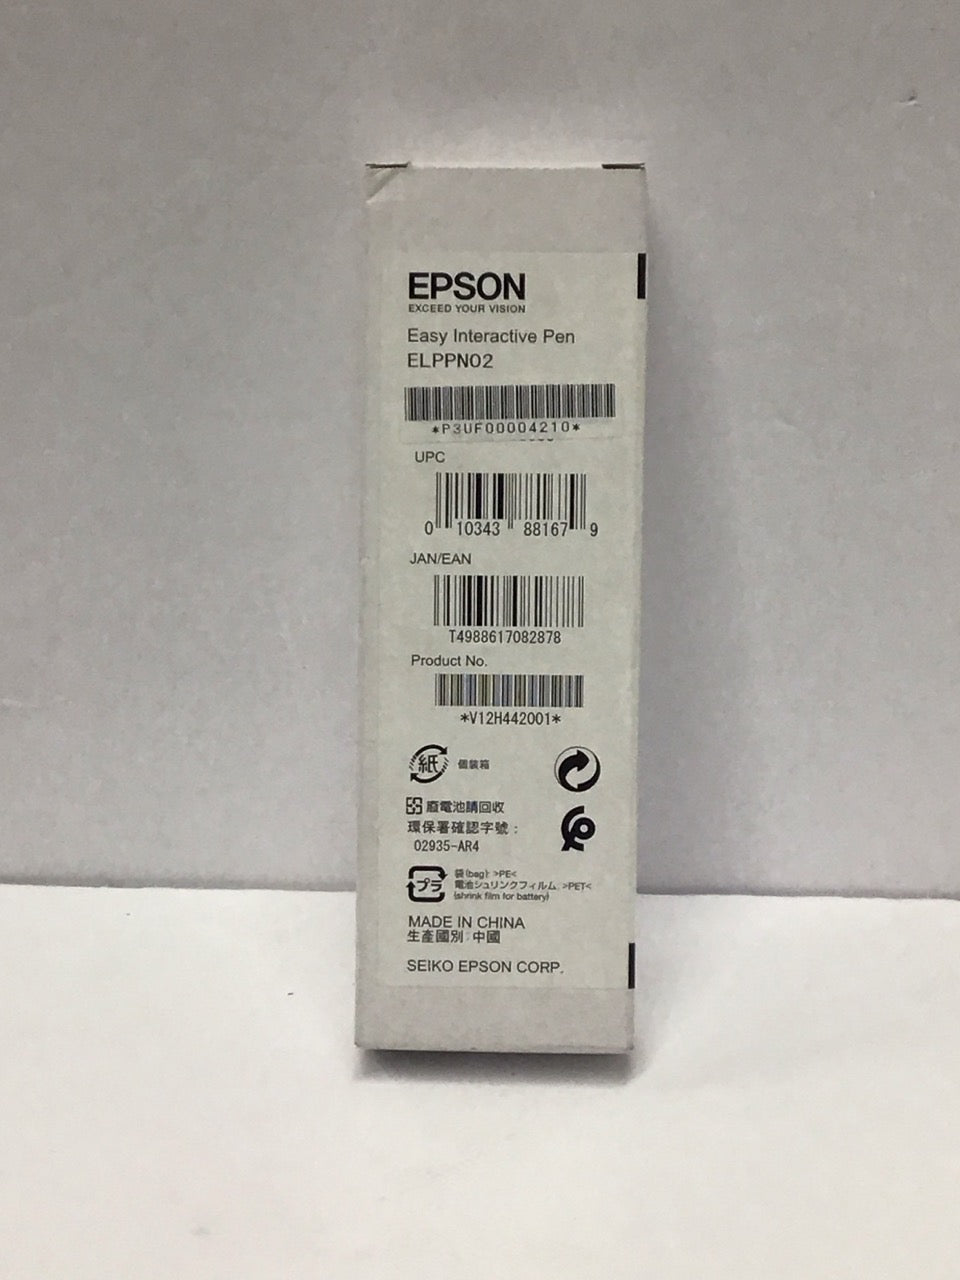 EPSON
EXCEED YOUR VISION
Easy Interactive Pen
ELPPN02
*P3UF00004210*
UPC
0 10343 88167 9
JAN/EAN
T4988617082878
Product No.
*V12H442001*
紙 個裝箱
廢電池請回收
環保署確認字號：
02935-AR4
プラ 袋(bag): >PE<
電池シュリンクフィルム: >PET<
(shrink film for battery)
MADE IN CHINA
生產國別：中國
SEIKO EPSON CORP.